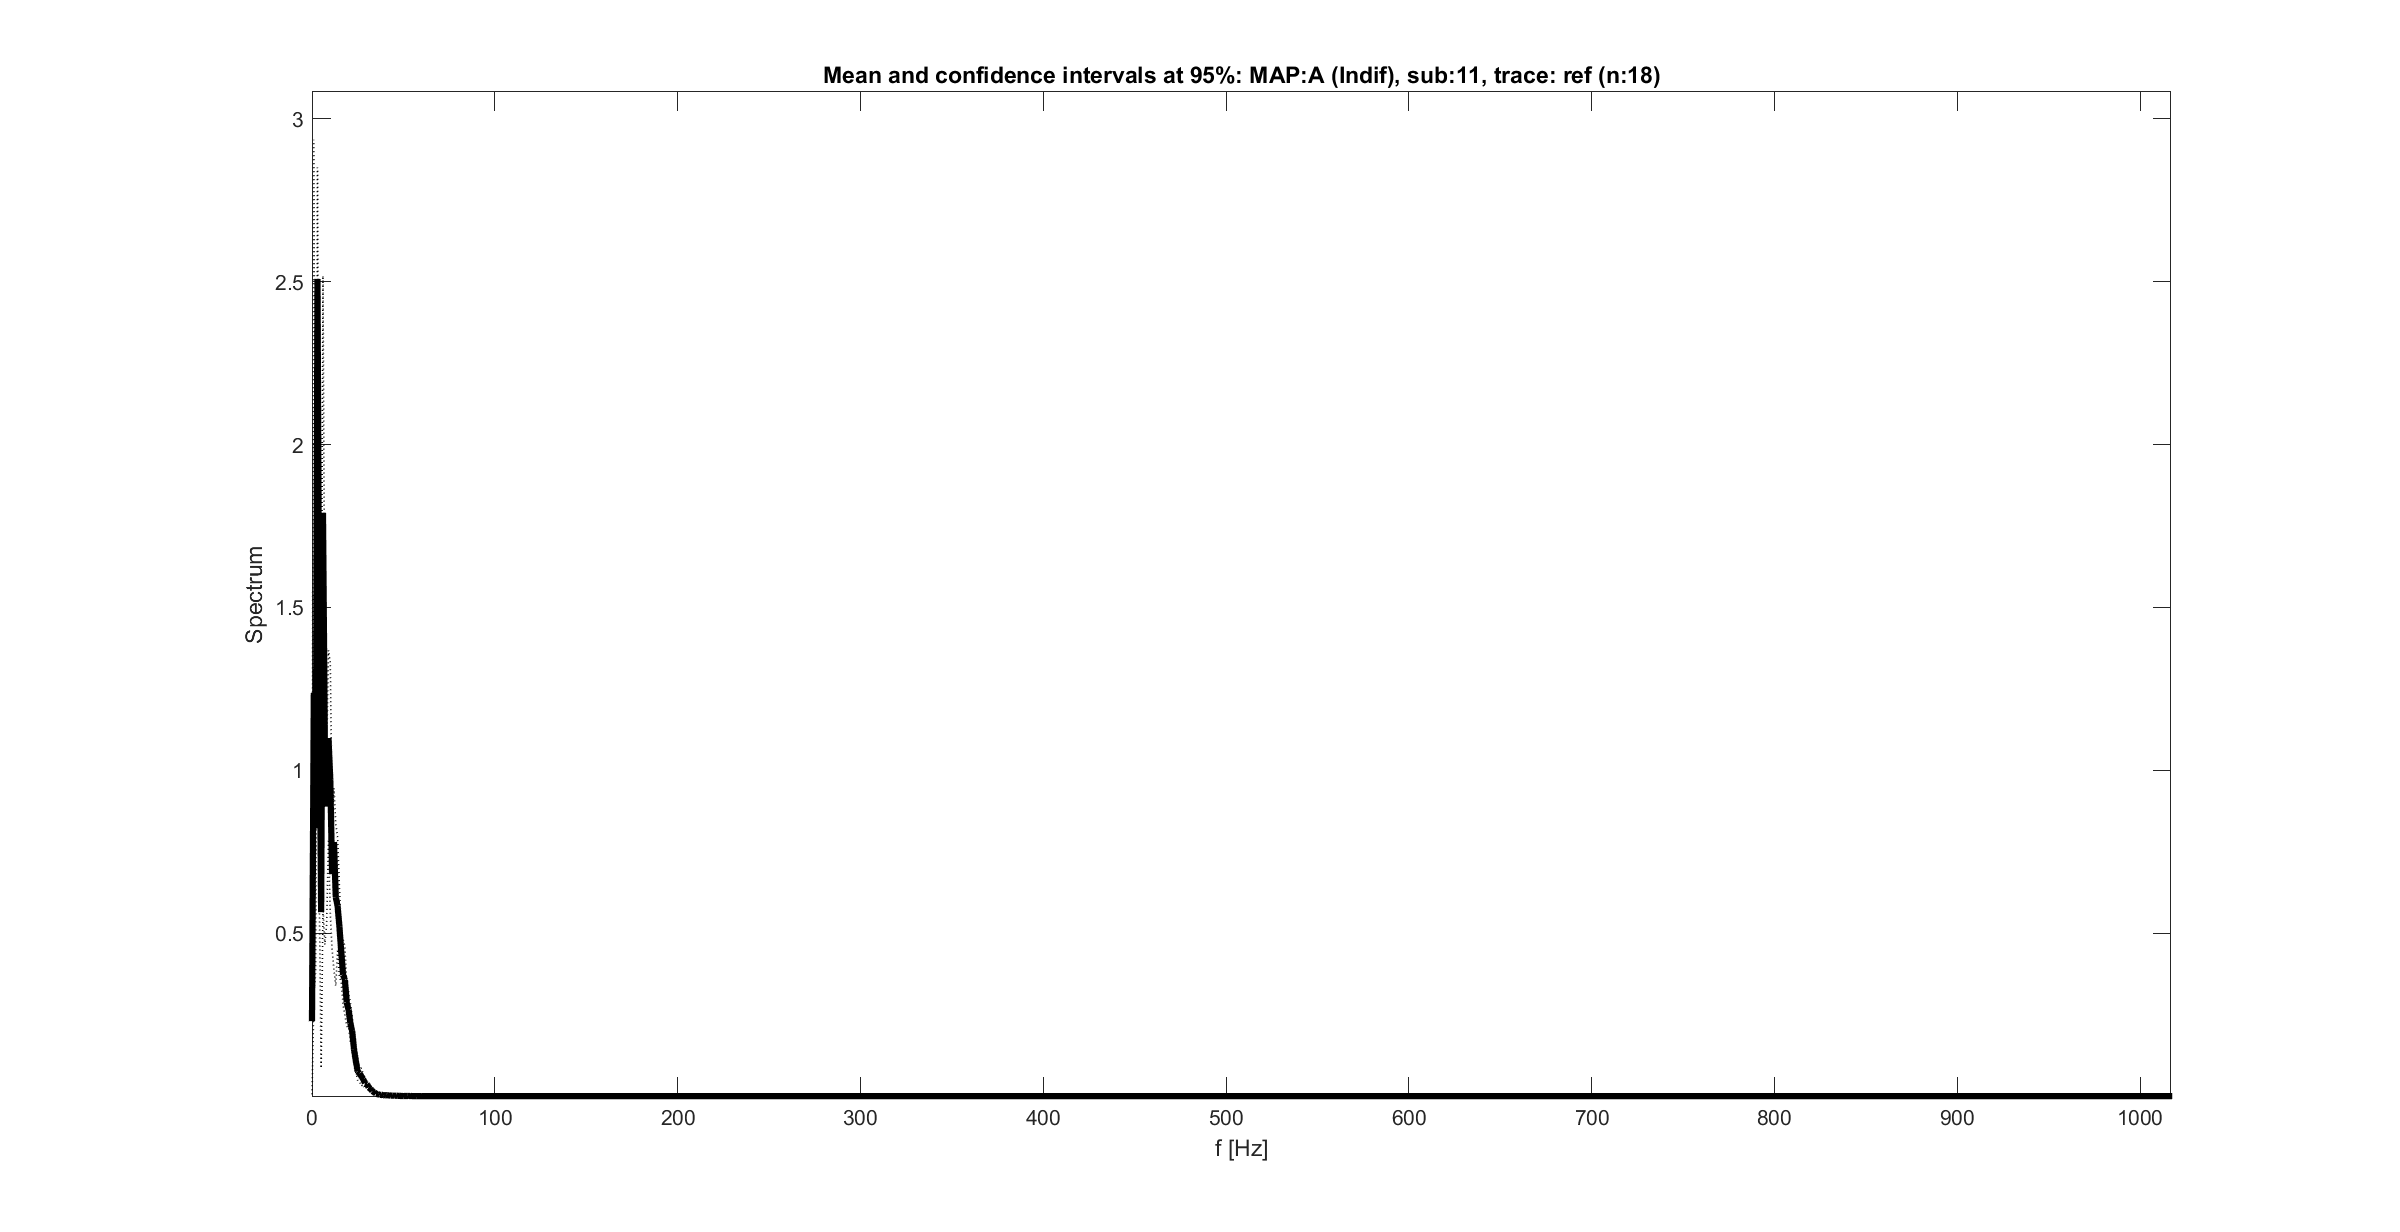 Mean and confidence intervals at 95%: MAP:A (Indif), sub:11, trace: ref (n:18)
3
2.5
2
1.5
1
0.5
Spectrum
0 100 200 300 400 500 600 700 800 900 1000
f [Hz]